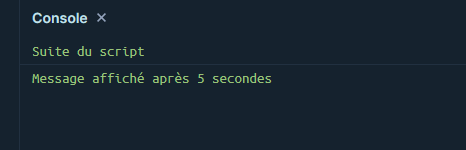 Console ✕
Suite du script
Message affiché après 5 secondes